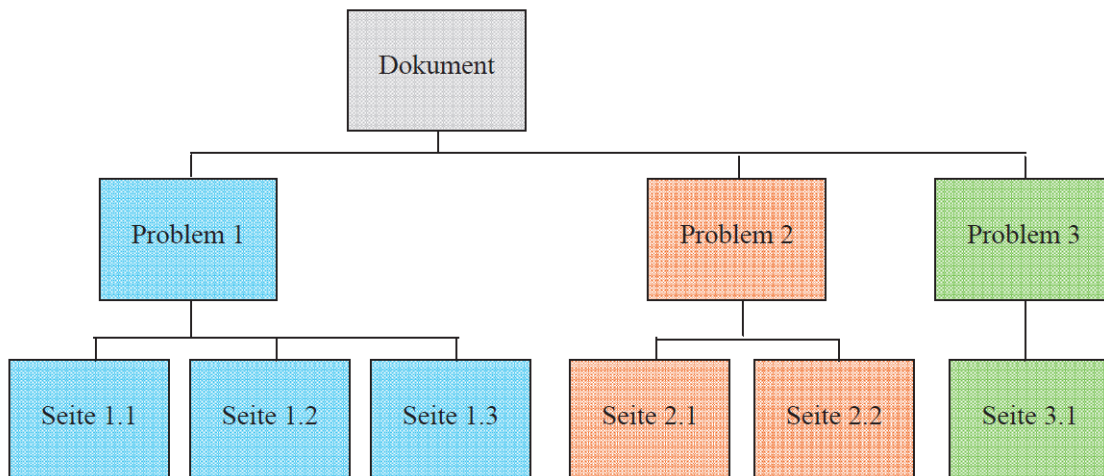 Dokument
Problem 1
Problem 2
Problem 3
Seite 1.1
Seite 1.2
Seite 1.3
Seite 2.1
Seite 2.2
Seite 3.1